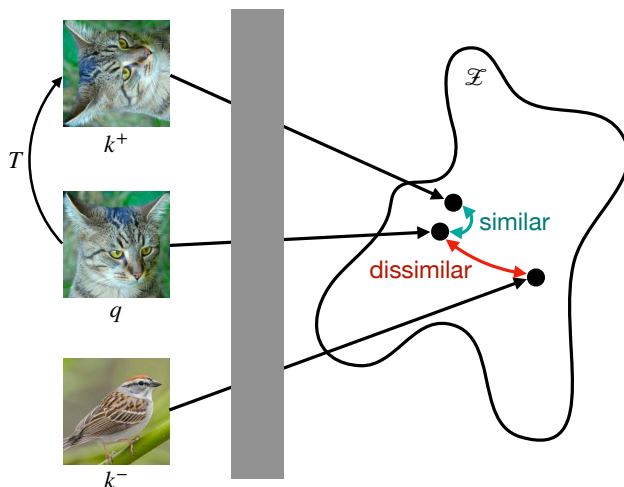 𝒵
k⁺
T
similar
dissimilar
q
k⁻